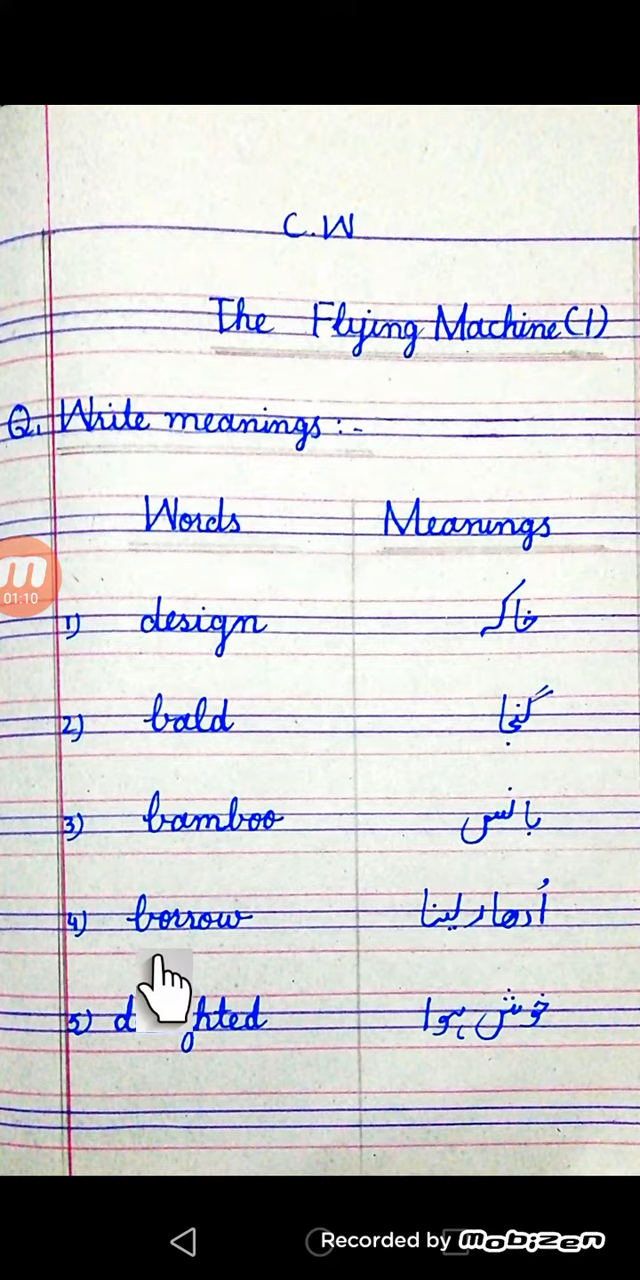 C.W
The Flying Machine(1)
Q. Write meanings:-
Words Meanings
1) design خاکہ
2) bald گنجا
3) bamboo بانس
4) borrow اُدھار لینا
5) خوش ہوا
01:10
Recorded by mobizen